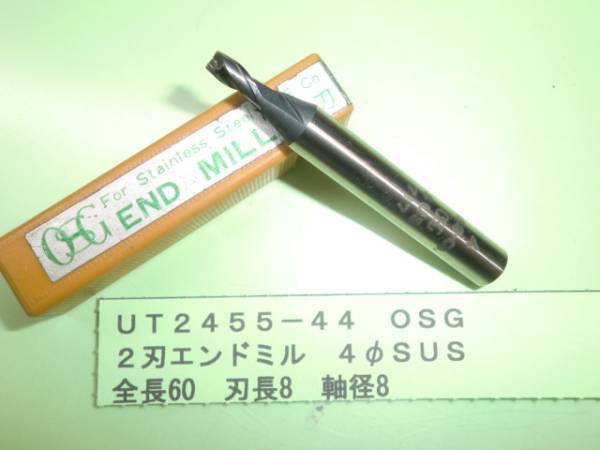 For Stainless Steel
OSG
END MILL
刃
UT2455-44 OSG
2刃エンドミル 4φSUS
全長60 刃長8 軸径8